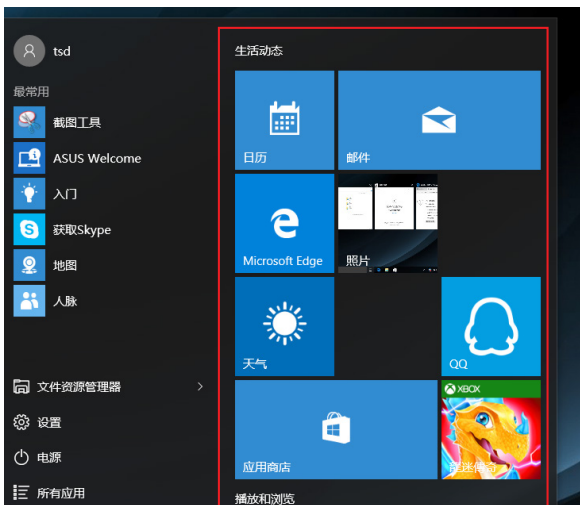 tsd
最常用
截图工具
ASUS Welcome
入门
获取Skype
地图
人脉
文件资源管理器
设置
电源
所有应用
生活动态
日历
邮件
Microsoft Edge
照片
天气
QQ
应用商店
XBOX
播放和浏览